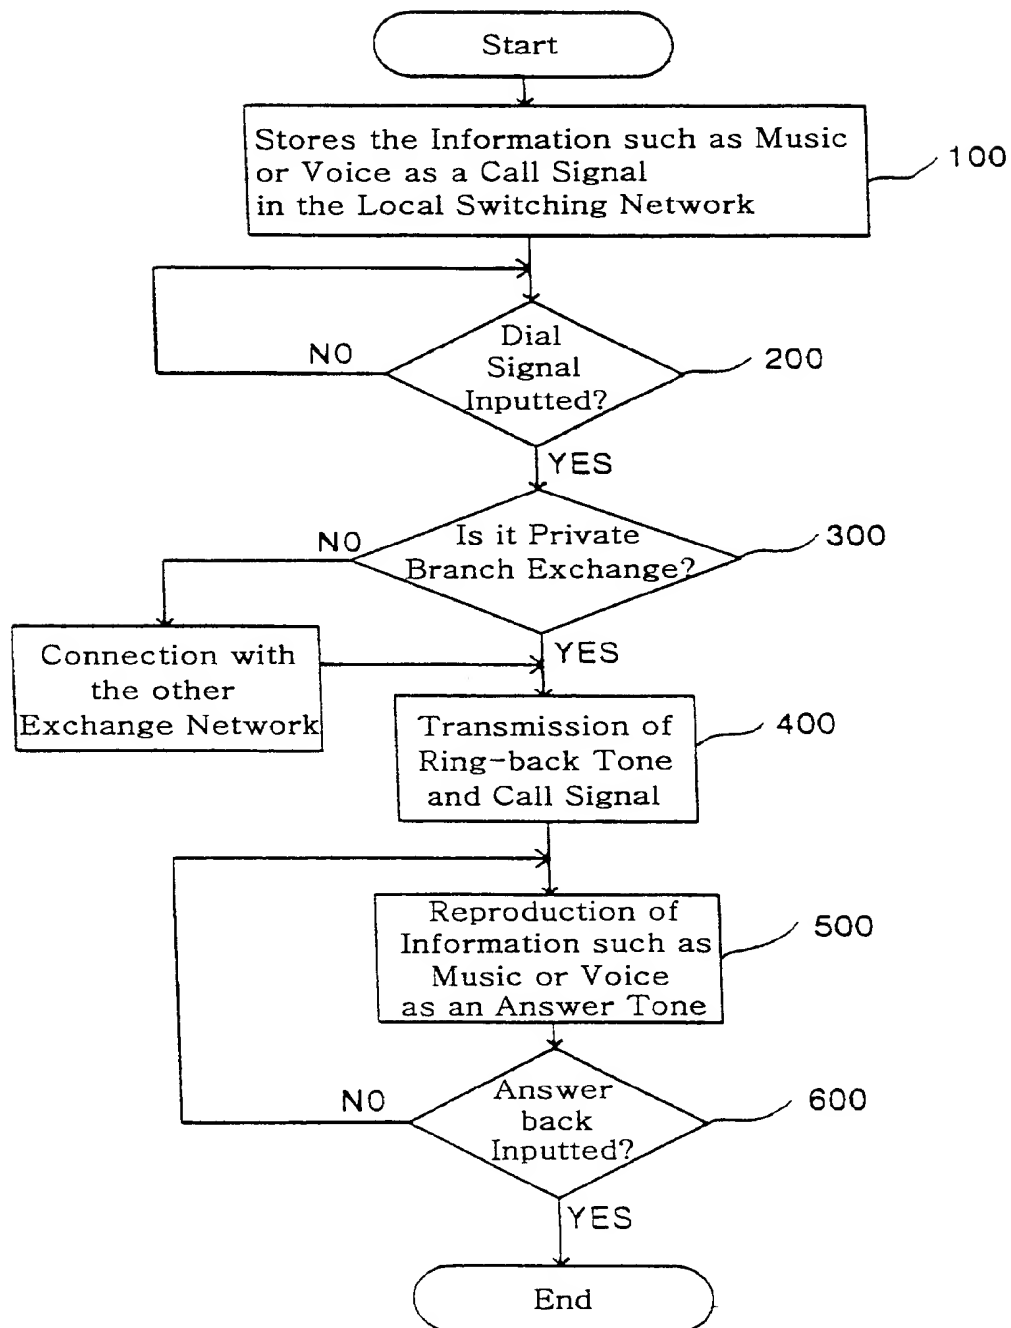 Start
Stores the Information such as Music
or Voice as a Call Signal
in the Local Switching Network
100
Dial
Signal
Inputted?
NO
200
YES
Is it Private
Branch Exchange?
NO
300
YES
Connection with
the other
Exchange Network
Transmission of
Ring-back Tone
and Call Signal
400
Reproduction of
Information such as
Music or Voice
as an Answer Tone
500
Answer
back
Inputted?
NO
600
YES
End